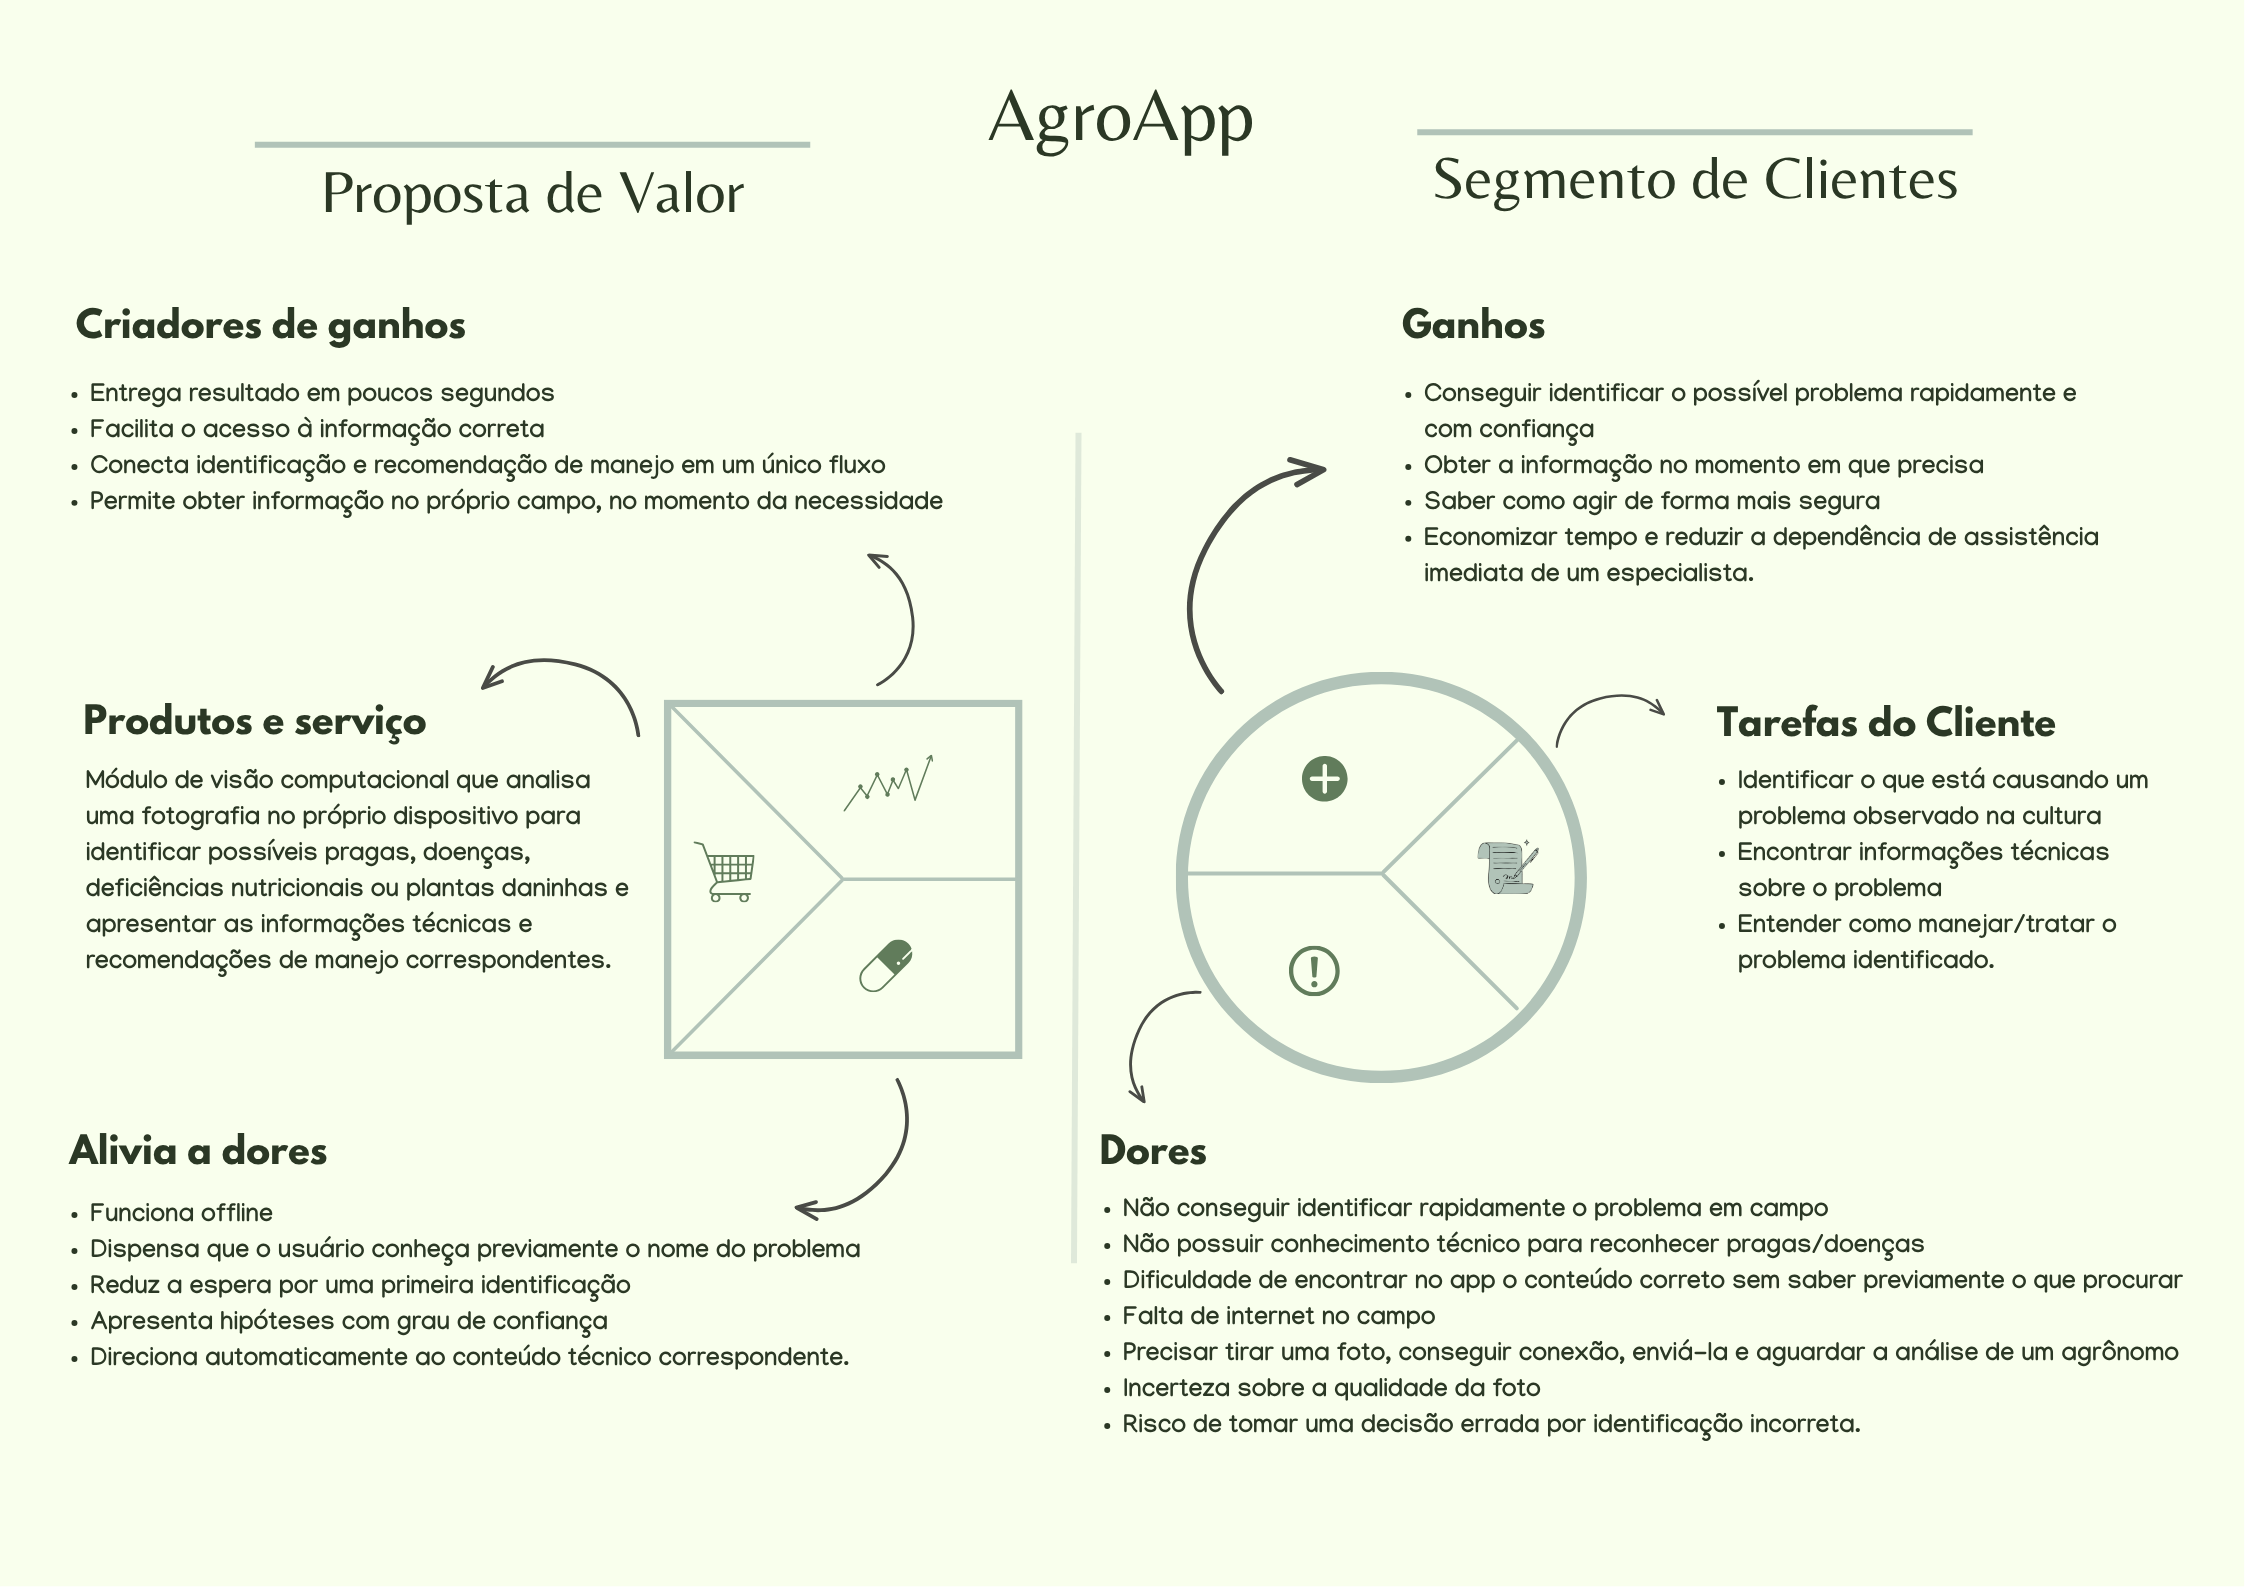 AgroApp
Proposta de Valor
Segmento de Clientes
Criadores de ganhos
• Entrega resultado em poucos segundos
• Facilita o acesso à informação correta
• Conecta identificação e recomendação de manejo em um único fluxo
• Permite obter informação no próprio campo, no momento da necessidade
Ganhos
• Conseguir identificar o possível problema rapidamente e
com confiança
• Obter a informação no momento em que precisa
• Saber como agir de forma mais segura
• Economizar tempo e reduzir a dependência de assistência
imediata de um especialista.
Produtos e serviço
Módulo de visão computacional que analisa
uma fotografia no próprio dispositivo para
identificar possíveis pragas, doenças,
deficiências nutricionais ou plantas daninhas e
apresentar as informações técnicas e
recomendações de manejo correspondentes.
Tarefas do Cliente
• Identificar o que está causando um
problema observado na cultura
• Encontrar informações técnicas
sobre o problema
• Entender como manejar/tratar o
problema identificado.
Alivia a dores
• Funciona offline
• Dispensa que o usuário conheça previamente o nome do problema
• Reduz a espera por uma primeira identificação
• Apresenta hipóteses com grau de confiança
• Direciona automaticamente ao conteúdo técnico correspondente.
Dores
• Não conseguir identificar rapidamente o problema em campo
• Não possuir conhecimento técnico para reconhecer pragas/doenças
• Dificuldade de encontrar no app o conteúdo correto sem saber previamente o que procurar
• Falta de internet no campo
• Precisar tirar uma foto, conseguir conexão, enviá-la e aguardar a análise de um agrônomo
• Incerteza sobre a qualidade da foto
• Risco de tomar uma decisão errada por identificação incorreta.